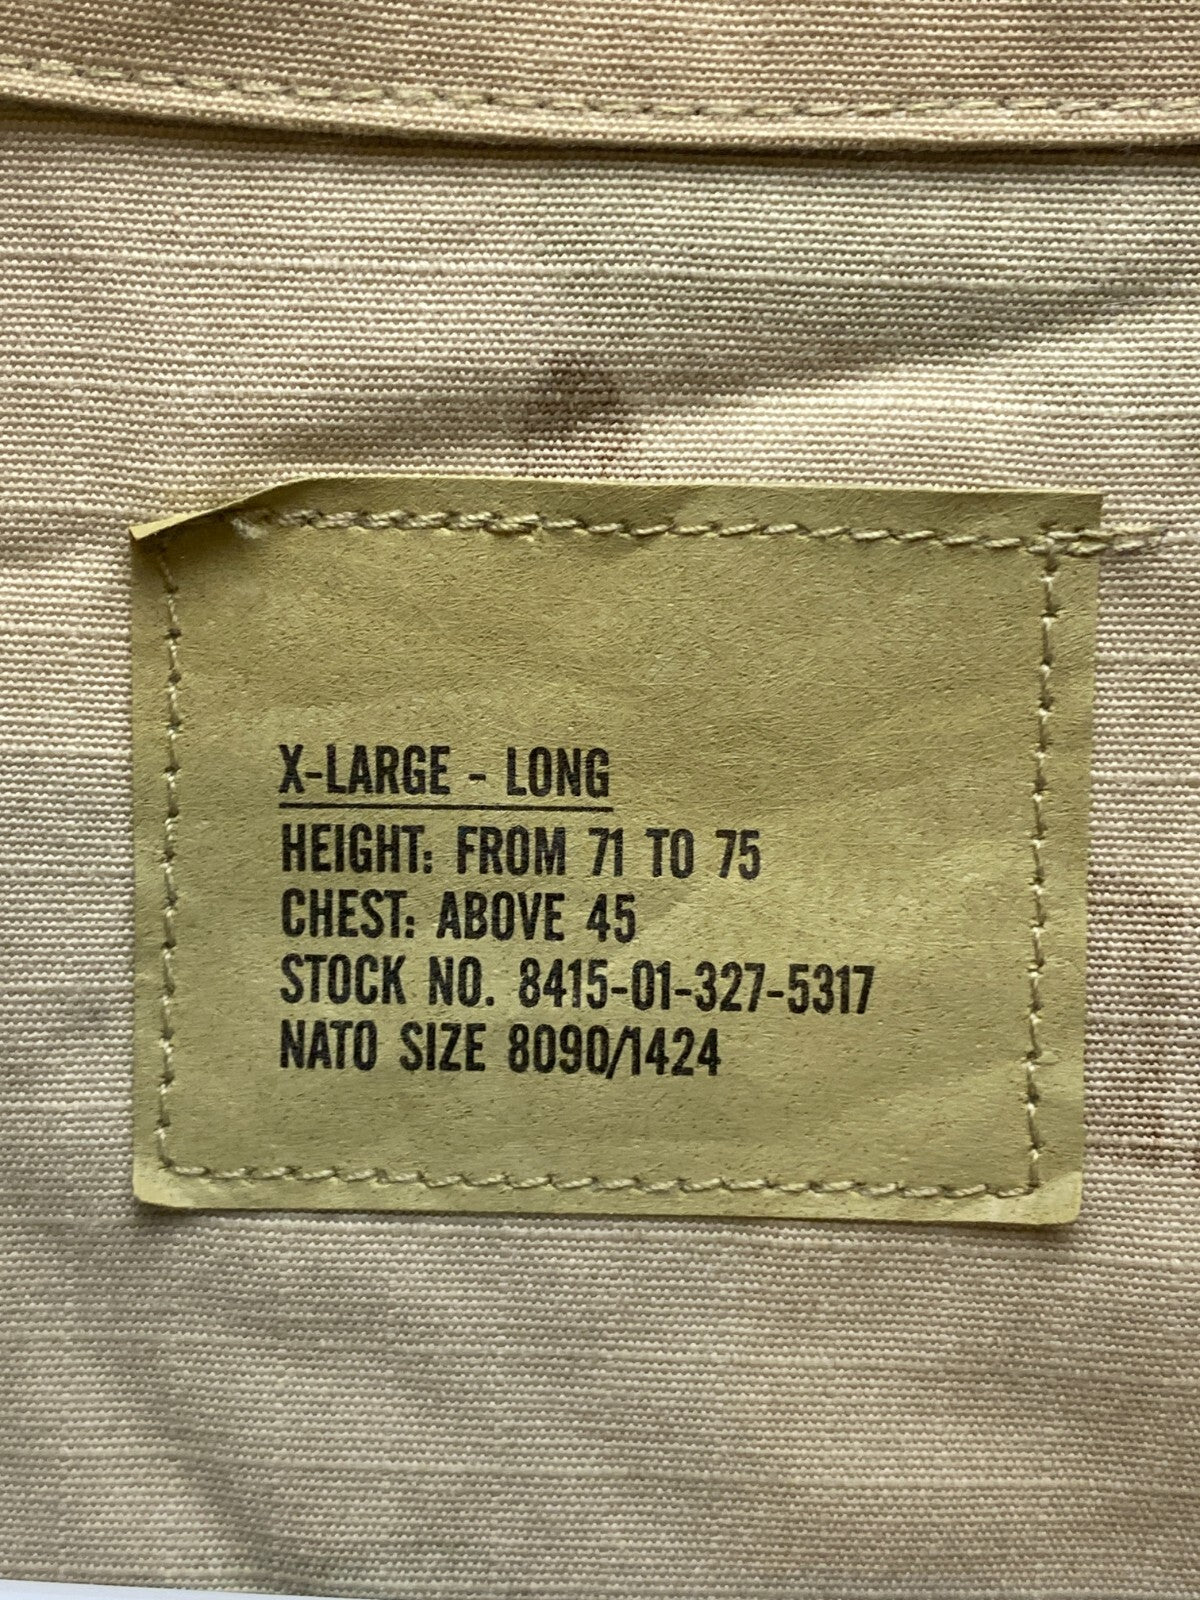 X-LARGE - LONG
HEIGHT: FROM 71 TO 75
CHEST: ABOVE 45
STOCK NO. 8415-01-327-5317
NATO SIZE 8090/1424